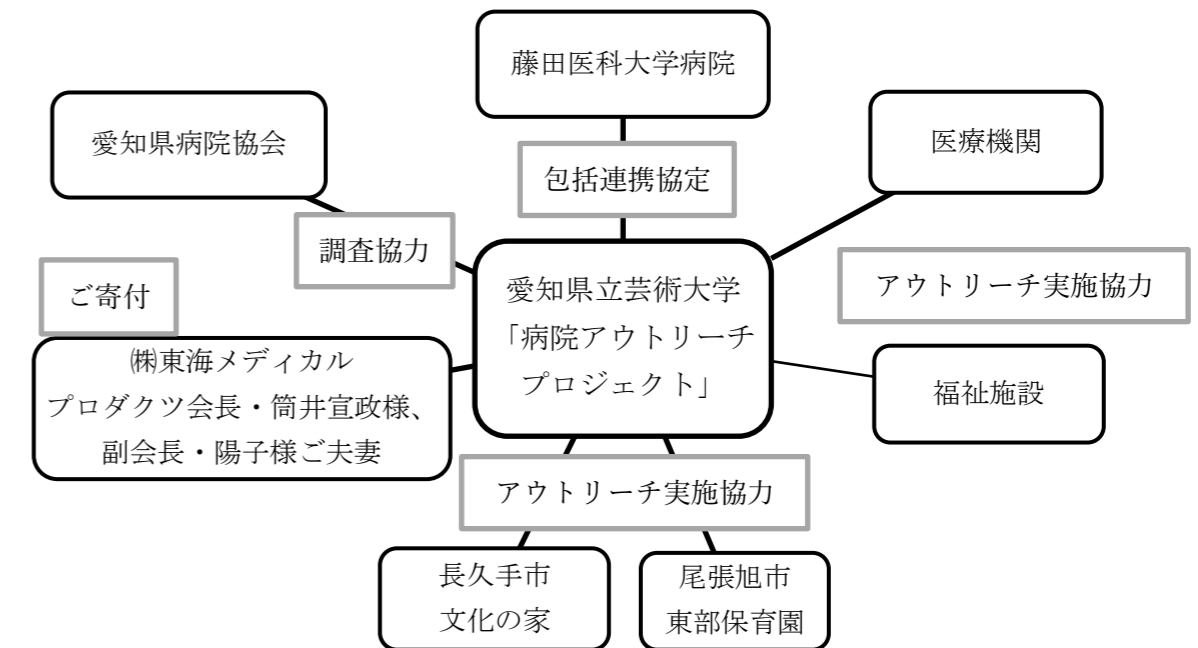 藤田医科大学病院
愛知県病院協会
医療機関
包括連携協定
調査協力
ご寄付
愛知県立芸術大学
「病院アウトリーチ
プロジェクト」
アウトリーチ実施協力
㈱東海メディカル
プロダクツ会長・筒井宣政様、
副会長・陽子様ご夫妻
福祉施設
アウトリーチ実施協力
長久手市
文化の家
尾張旭市
東部保育園